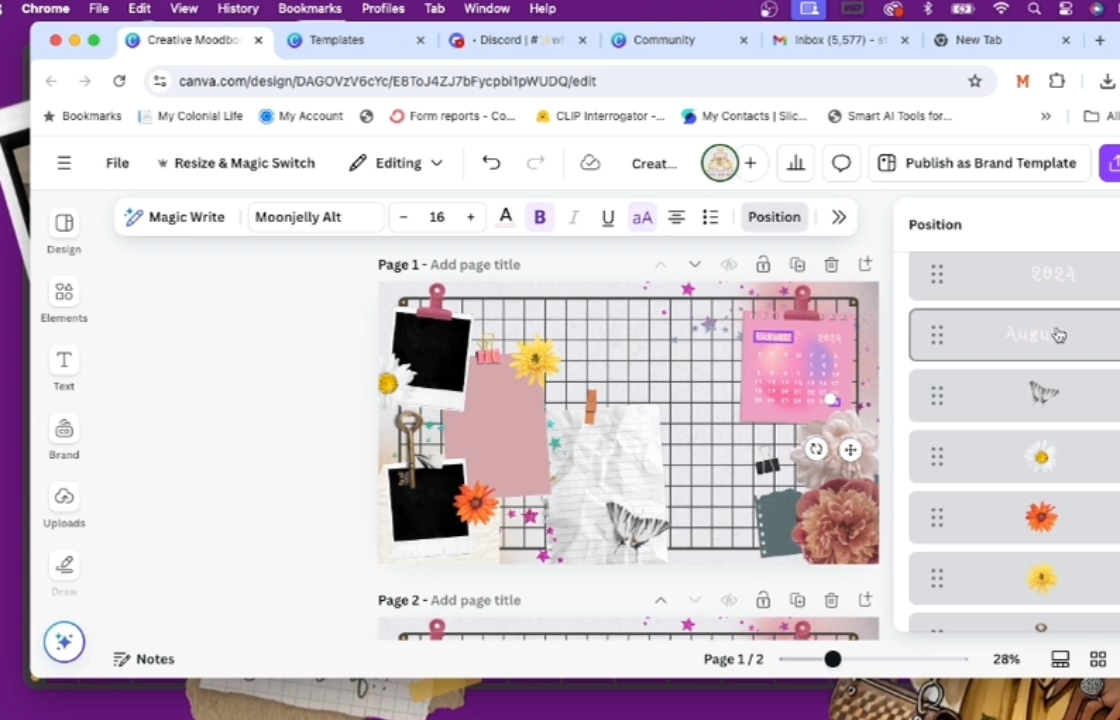 Chrome File Edit View History Bookmarks Profiles Tab Window Help
Creative Moodbo
Templates
• Discord | #
Community
Inbox (5,577) - s
New Tab
canva.com/design/DAGOVzV6cYc/E8ToJ4ZJ7bFycpbi1pWUDQ/edit
Bookmarks
My Colonial Life
My Account
Form reports - Co...
CLIP Interrogator -...
My Contacts | Slic...
Smart AI Tools for...
All
File
Resize & Magic Switch
Editing
Creat...
Publish as Brand Template
Magic Write
Moonjelly Alt
– 16 +
A B I U aA
Position
Position
Design
Elements
Text
Brand
Uploads
Draw
Page 1 - Add page title
2024
2024
Augu
Page 2 - Add page title
Notes
Page 1 / 2
28%